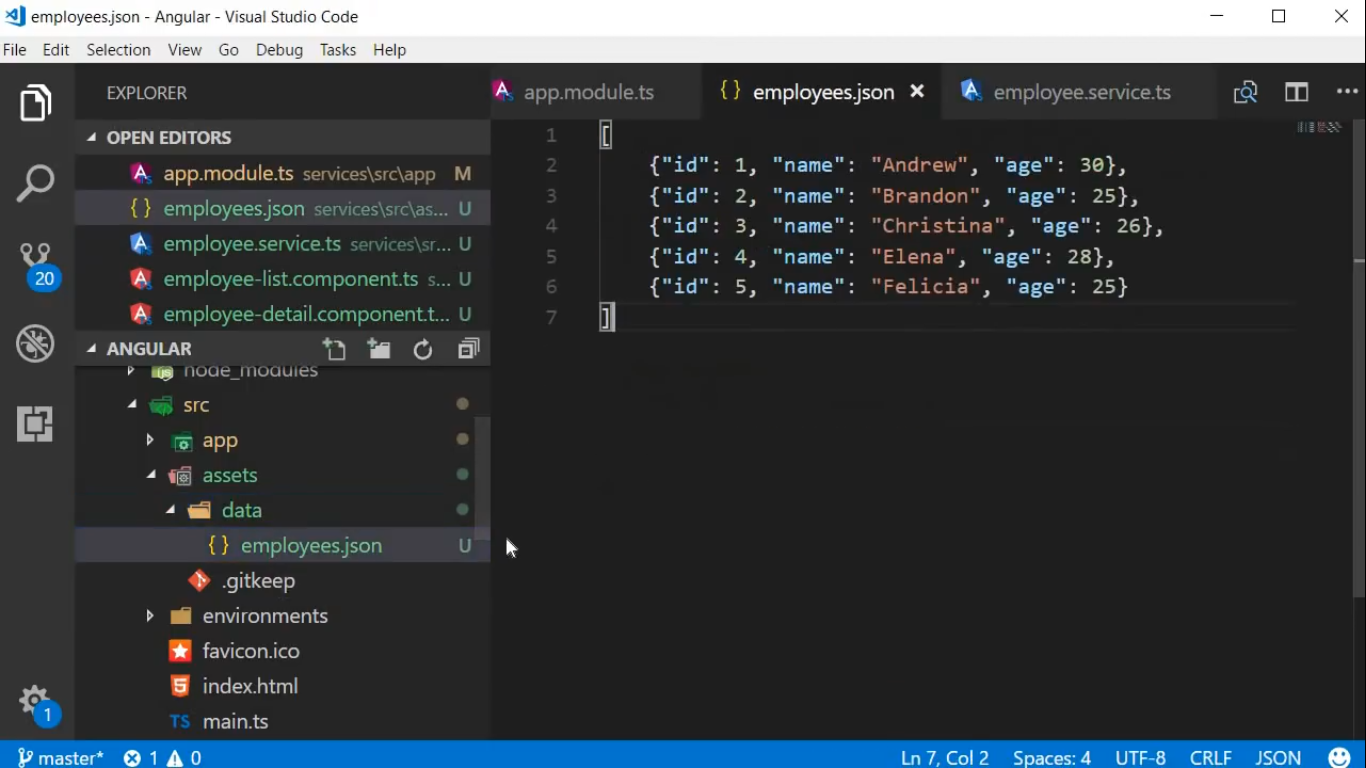 employees.json - Angular - Visual Studio Code
File Edit Selection View Go Debug Tasks Help
EXPLORER
OPEN EDITORS
app.module.ts services\src\app M
employees.json services\src\as... U
employee.service.ts services\sr... U
employee-list.component.ts s... U
employee-detail.component.t... U
ANGULAR
node_modules
src
app
assets
data
employees.json U
.gitkeep
environments
favicon.ico
index.html
TS main.ts
20
1
app.module.ts employees.json employee.service.ts
1 [
2 {"id": 1, "name": "Andrew", "age": 30},
3 {"id": 2, "name": "Brandon", "age": 25},
4 {"id": 3, "name": "Christina", "age": 26},
5 {"id": 4, "name": "Elena", "age": 28},
6 {"id": 5, "name": "Felicia", "age": 25}
7 ]
master* 1 0 Ln 7, Col 2 Spaces: 4 UTF-8 CRLF JSON